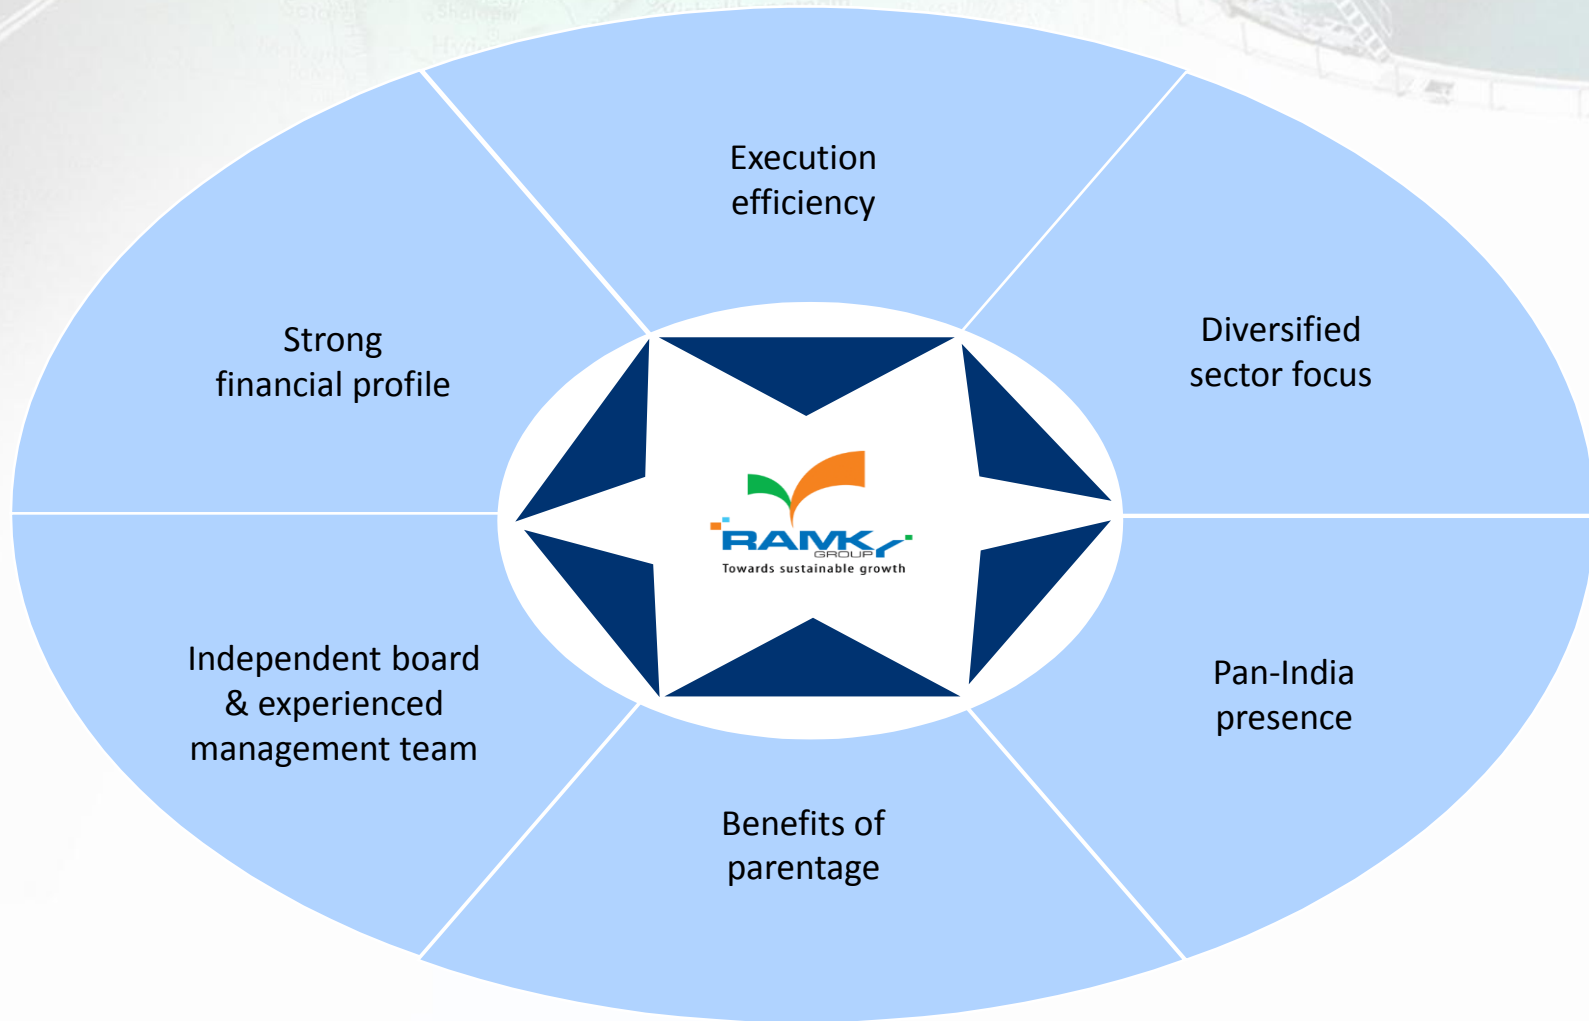 Execution
efficiency
Diversified
sector focus
Strong
financial profile
RAMKY
GROUP
Towards sustainable growth
Independent board
& experienced
management team
Pan-India
presence
Benefits of
parentage